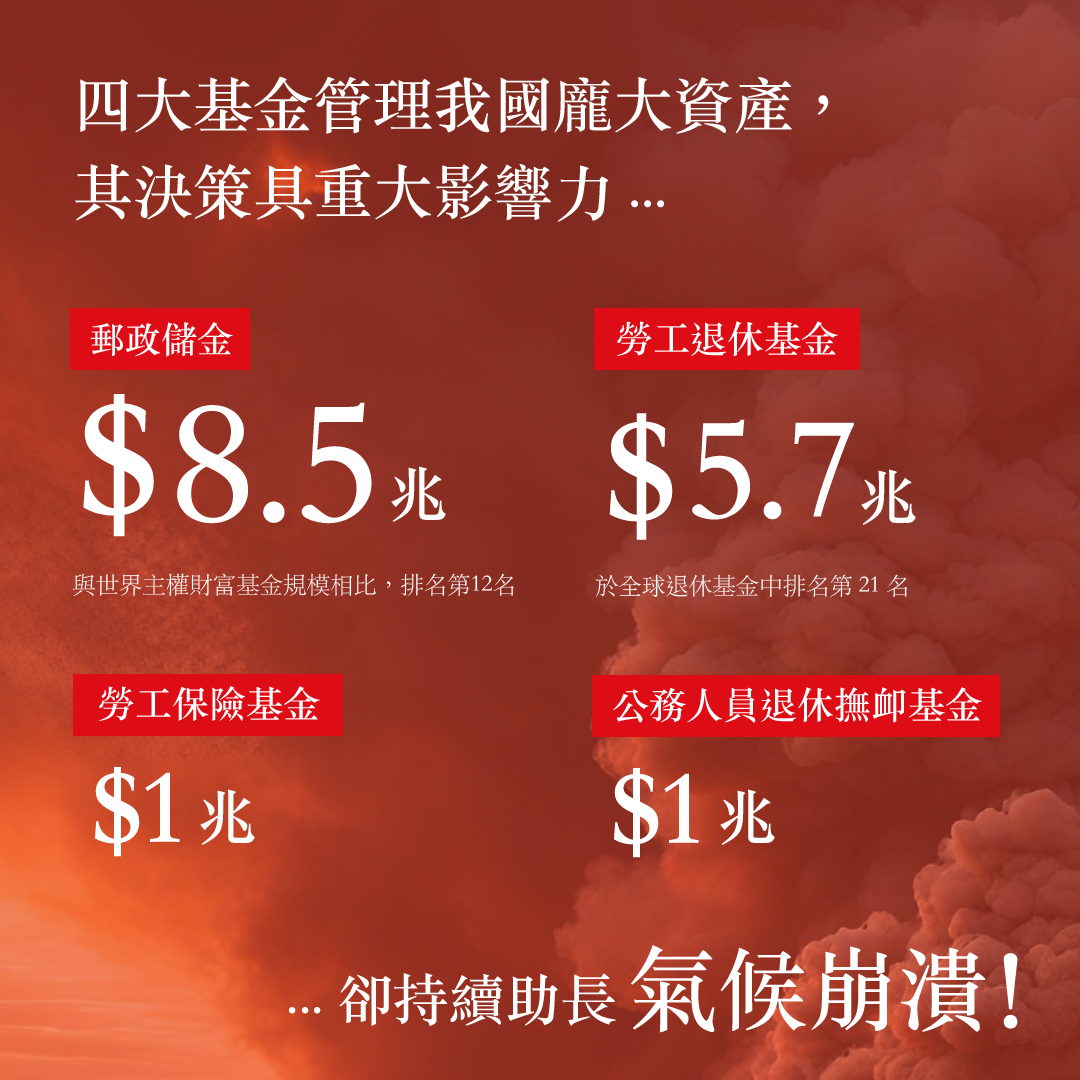 四大基金管理我國龐大資產，
其決策具重大影響力 ...
郵政儲金
$8.5兆
與世界主權財富基金規模相比，排名第12名
勞工退休基金
$5.7兆
於全球退休基金中排名第 21 名
勞工保險基金
$1兆
公務人員退休撫卹基金
$1兆
... 卻持續助長氣候崩潰！